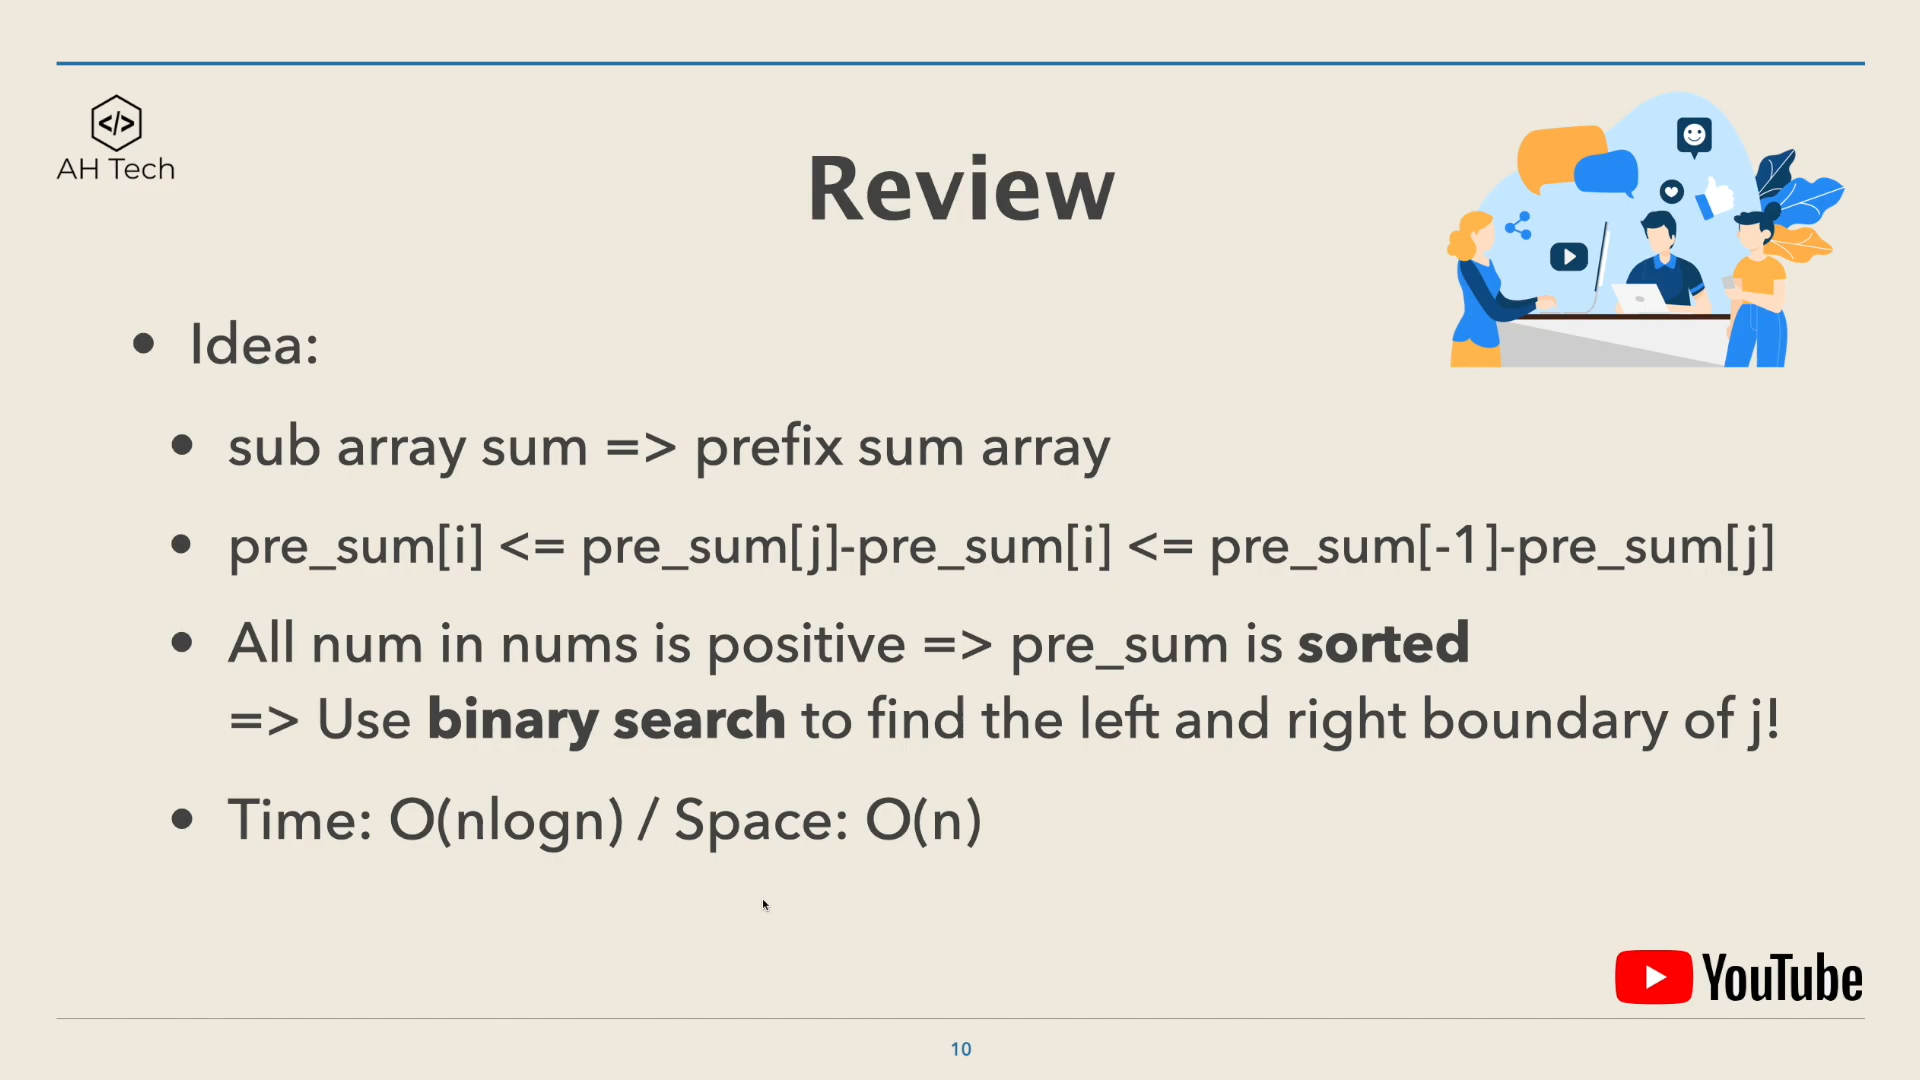 </>
AH Tech
Review
• Idea:
• sub array sum => prefix sum array
• pre_sum[i] <= pre_sum[j]-pre_sum[i] <= pre_sum[-1]-pre_sum[j]
• All num in nums is positive => pre_sum is sorted
=> Use binary search to find the left and right boundary of j!
• Time: O(nlogn) / Space: O(n)
YouTube
10